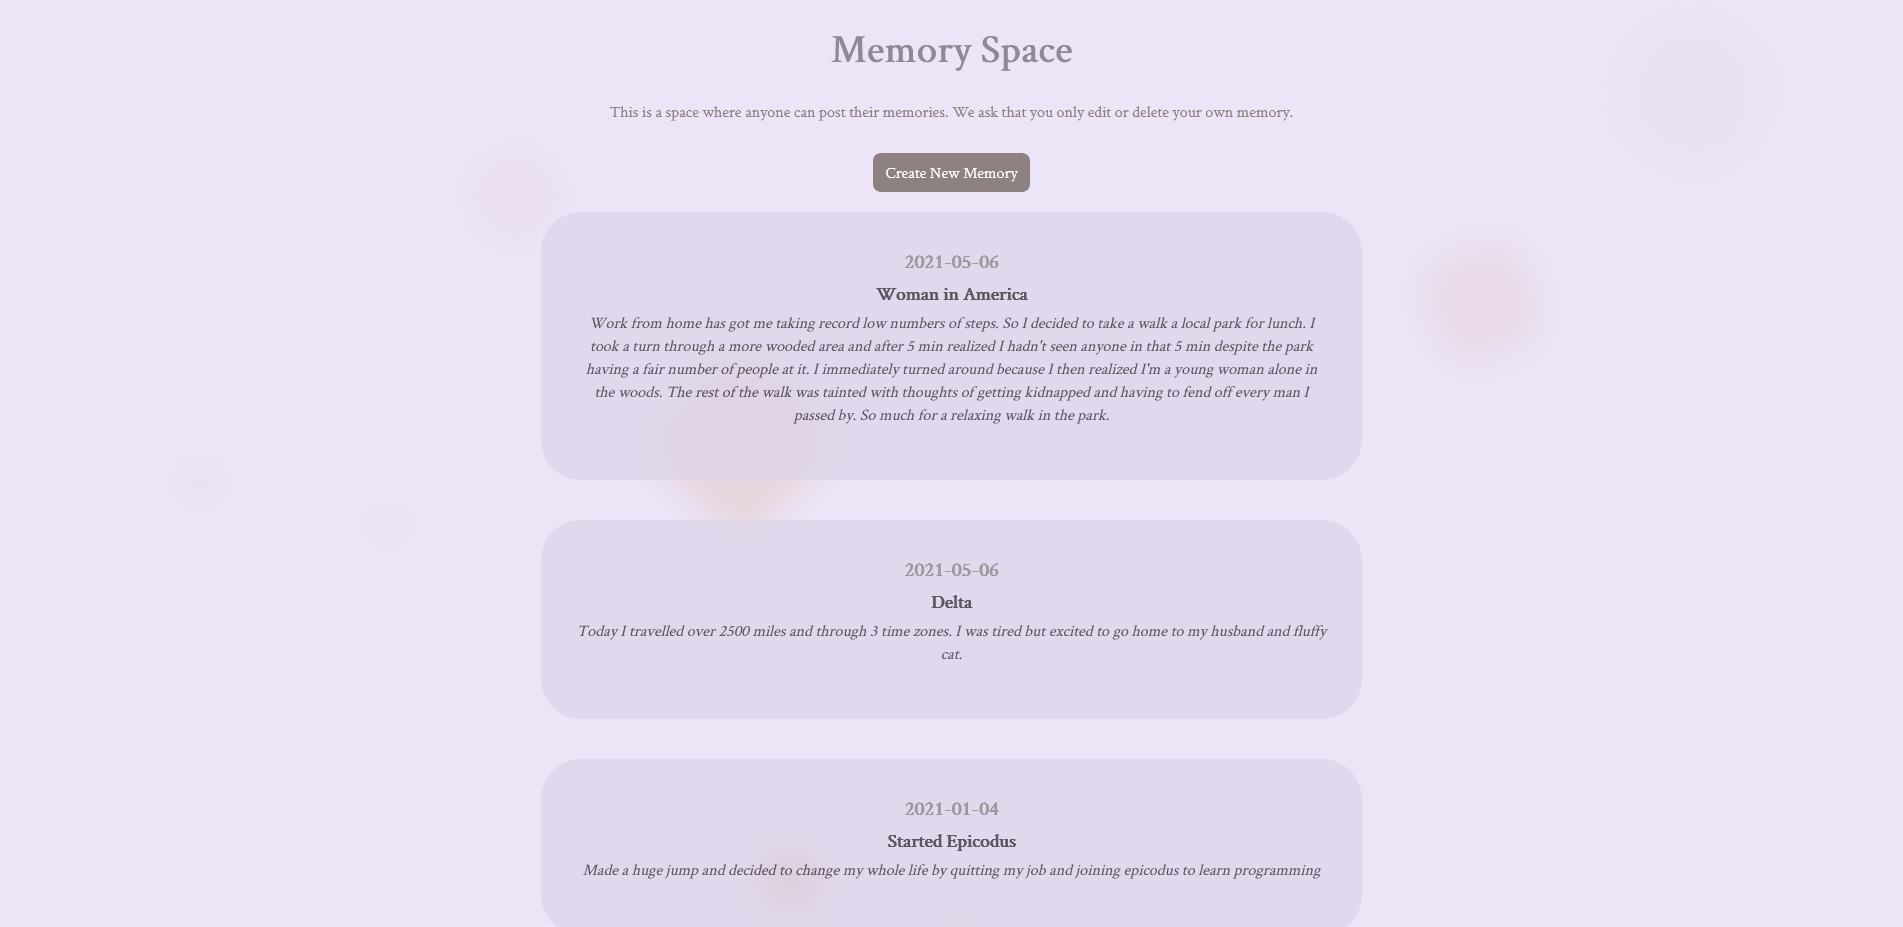 Memory Space
This is a space where anyone can post their memories. We ask that you only edit or delete your own memory.
Create New Memory
2021-05-06
Woman in America
Work from home has got me taking record low numbers of steps. So I decided to take a walk a local park for lunch. I
took a turn through a more wooded area and after 5 min realized I hadn't seen anyone in that 5 min despite the park
having a fair number of people at it. I immediately turned around because I then realized I'm a young woman alone in
the woods. The rest of the walk was tainted with thoughts of getting kidnapped and having to fend off every man I
passed by. So much for a relaxing walk in the park.
2021-05-06
Delta
Today I travelled over 2500 miles and through 3 time zones. I was tired but excited to go home to my husband and fluffy
cat.
2021-01-04
Started Epicodus
Made a huge jump and decided to change my whole life by quitting my job and joining epicodus to learn programming